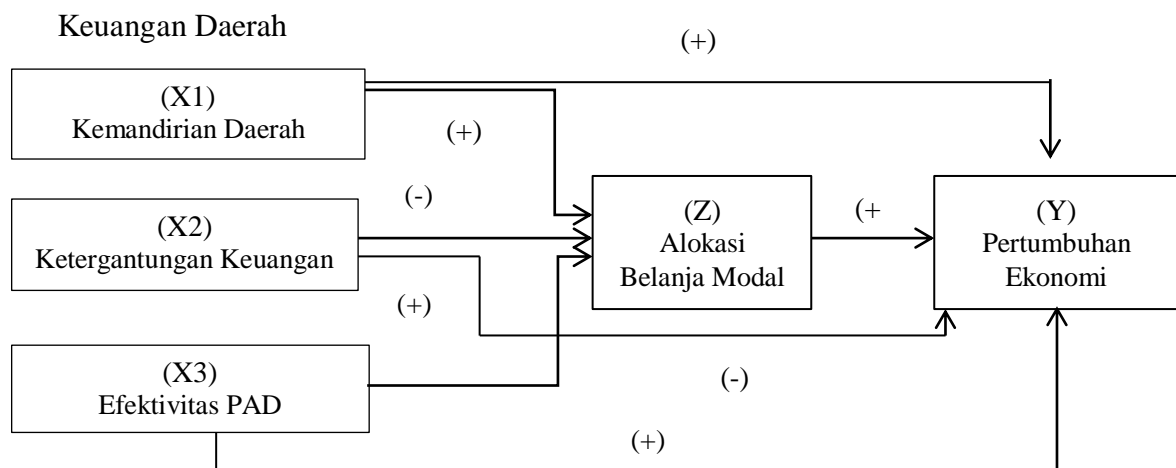 Keuangan Daerah
(+)
(X1)
Kemandirian Daerah
(+)
(-)
(X2)
Ketergantungan Keuangan
(Z)
Alokasi
Belanja Modal
(+
(Y)
Pertumbuhan
Ekonomi
(+)
(X3)
Efektivitas PAD
(-)
(+)